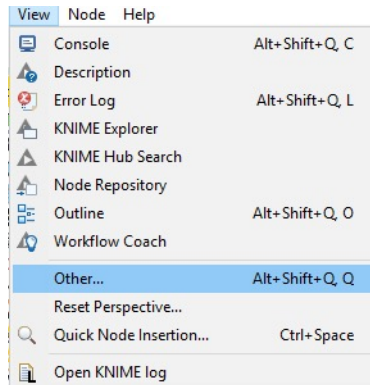 View Node Help
Console Alt+Shift+Q, C
Description
Error Log Alt+Shift+Q, L
KNIME Explorer
KNIME Hub Search
Node Repository
Outline Alt+Shift+Q, O
Workflow Coach
Other... Alt+Shift+Q, Q
Reset Perspective...
Quick Node Insertion... Ctrl+Space
Open KNIME log